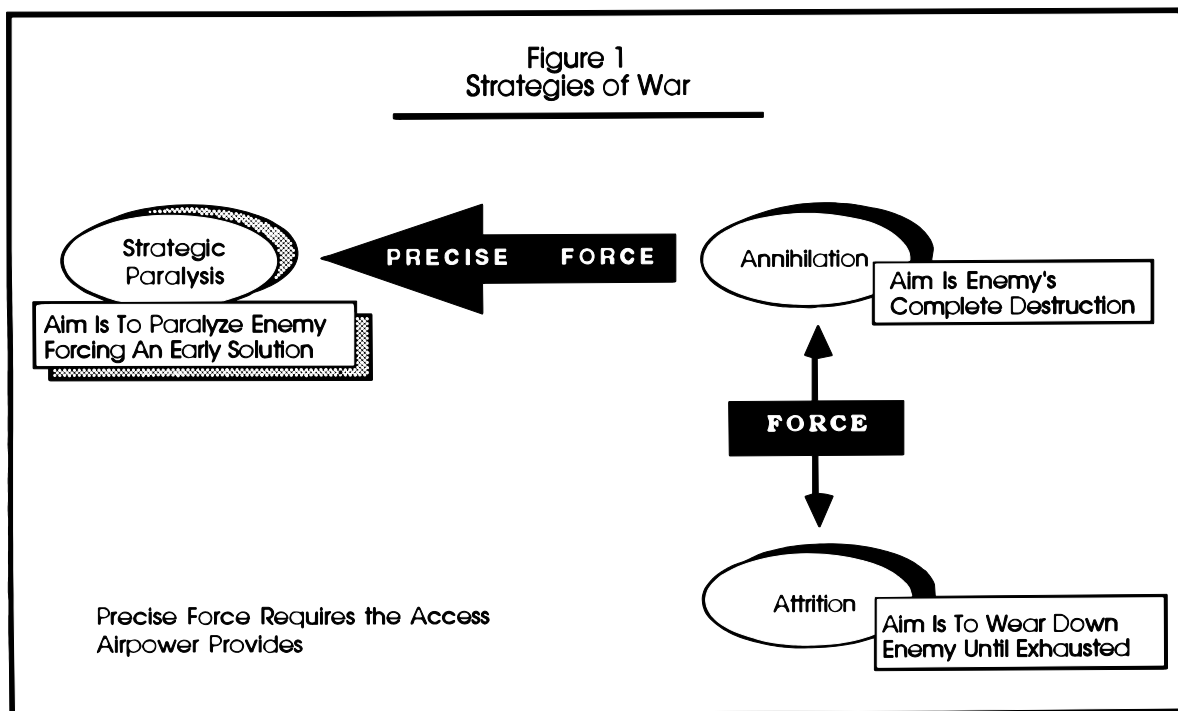 Figure 1
Strategies of War
Strategic
Paralysis
Aim Is To Paralyze Enemy
Forcing An Early Solution
PRECISE FORCE
Annihilation
Aim Is Enemy's
Complete Destruction
FORCE
Attrition
Aim Is To Wear Down
Enemy Until Exhausted
Precise Force Requires the Access
Airpower Provides